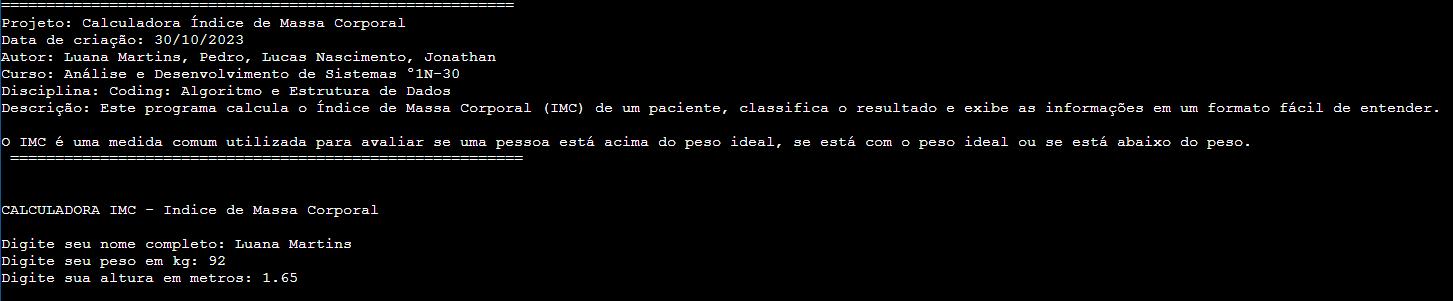 =========================================================
Projeto: Calculadora Índice de Massa Corporal
Data de criação: 30/10/2023
Autor: Luana Martins, Pedro, Lucas Nascimento, Jonathan
Curso: Análise e Desenvolvimento de Sistemas °1N-30
Disciplina: Coding: Algoritmo e Estrutura de Dados
Descrição: Este programa calcula o Índice de Massa Corporal (IMC) de um paciente, classifica o resultado e exibe as informações em um formato fácil de entender.
O IMC é uma medida comum utilizada para avaliar se uma pessoa está acima do peso ideal, se está com o peso ideal ou se está abaixo do peso.
=========================================================
CALCULADORA IMC - Indice de Massa Corporal
Digite seu nome completo: Luana Martins
Digite seu peso em kg: 92
Digite sua altura em metros: 1.65